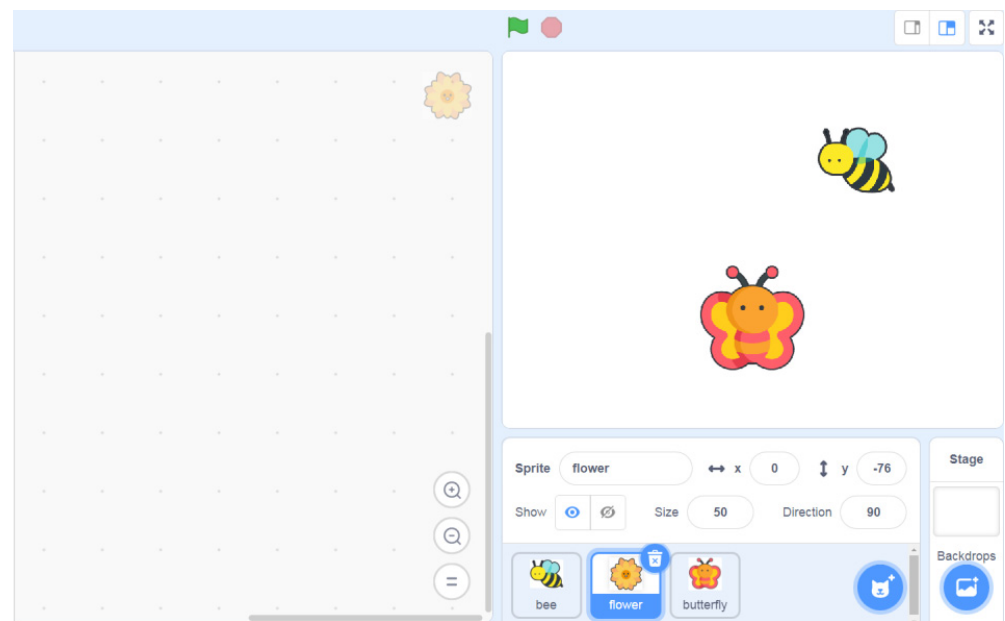 Sprite flower x 0 y -76
Show Size 50 Direction 90
Stage
Backdrops
bee
flower
butterfly